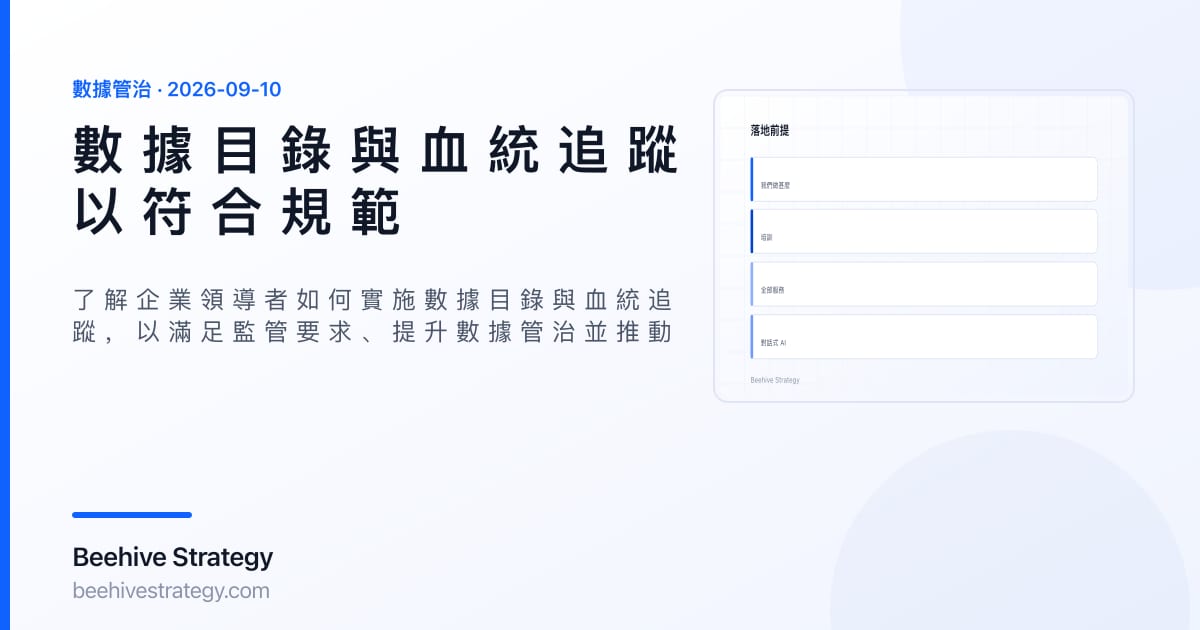 數據管治 · 2026-09-10
數據目錄與血統追蹤
以符合規範
了解企業領導者如何實施數據目錄與血統追
蹤，以滿足監管要求、提升數據管治並推動
落地前提
我們做甚麼
培訓
全部服務
對話式 AI
Beehive Strategy
Beehive Strategy
beehivestrategy.com